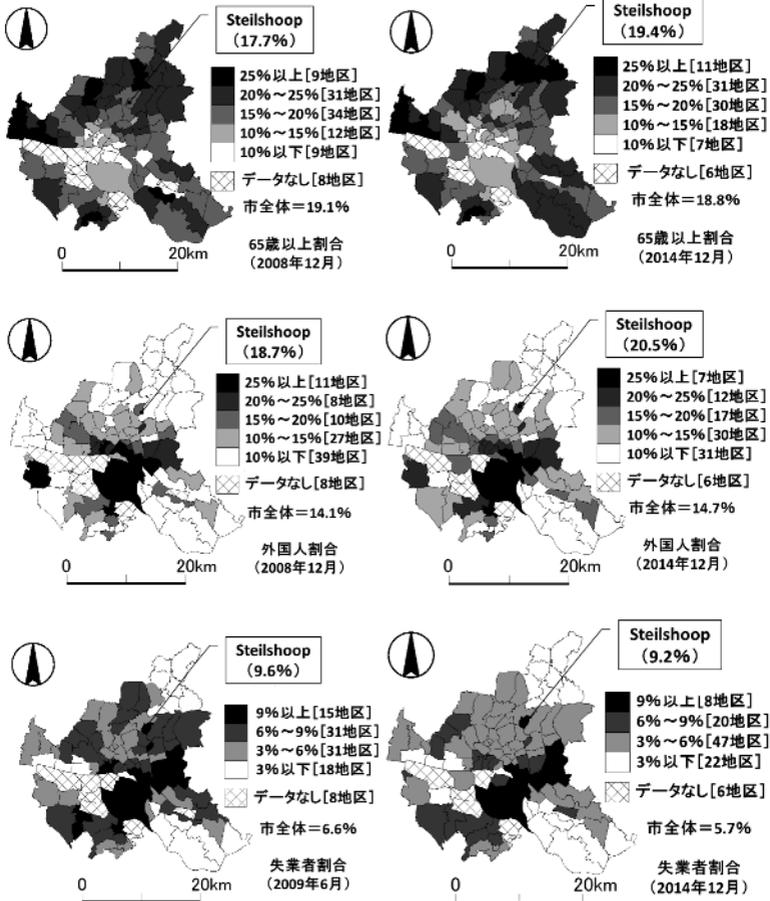 Steilshoop
(17.7%)
25%以上[9地区]
20%～25%[31地区]
15%～20%[34地区]
10%～15%[12地区]
10%以下[9地区]
データなし[8地区]
市全体＝19.1%
65歳以上割合
（2008年12月）
0 20km
Steilshoop
(19.4%)
25%以上[11地区]
20%～25%[31地区]
15%～20%[30地区]
10%～15%[18地区]
10%以下[7地区]
データなし[6地区]
市全体＝18.8%
65歳以上割合
（2014年12月）
0 20km
Steilshoop
(18.7%)
25%以上[11地区]
20%～25%[8地区]
15%～20%[10地区]
10%～15%[27地区]
10%以下[39地区]
データなし[8地区]
市全体＝14.1%
外国人割合
（2008年12月）
0 20km
Steilshoop
(20.5%)
25%以上[7地区]
20%～25%[12地区]
15%～20%[17地区]
10%～15%[30地区]
10%以下[31地区]
データなし[6地区]
市全体＝14.7%
外国人割合
（2014年12月）
0 20km
Steilshoop
(9.6%)
9%以上[15地区]
6%～9%[31地区]
3%～6%[31地区]
3%以下[18地区]
データなし[8地区]
市全体＝6.6%
失業者割合
（2009年6月）
0 20km
Steilshoop
(9.2%)
9%以上[8地区]
6%～9%[20地区]
3%～6%[47地区]
3%以下[22地区]
データなし[6地区]
市全体＝5.7%
失業者割合
（2014年12月）
0 20km